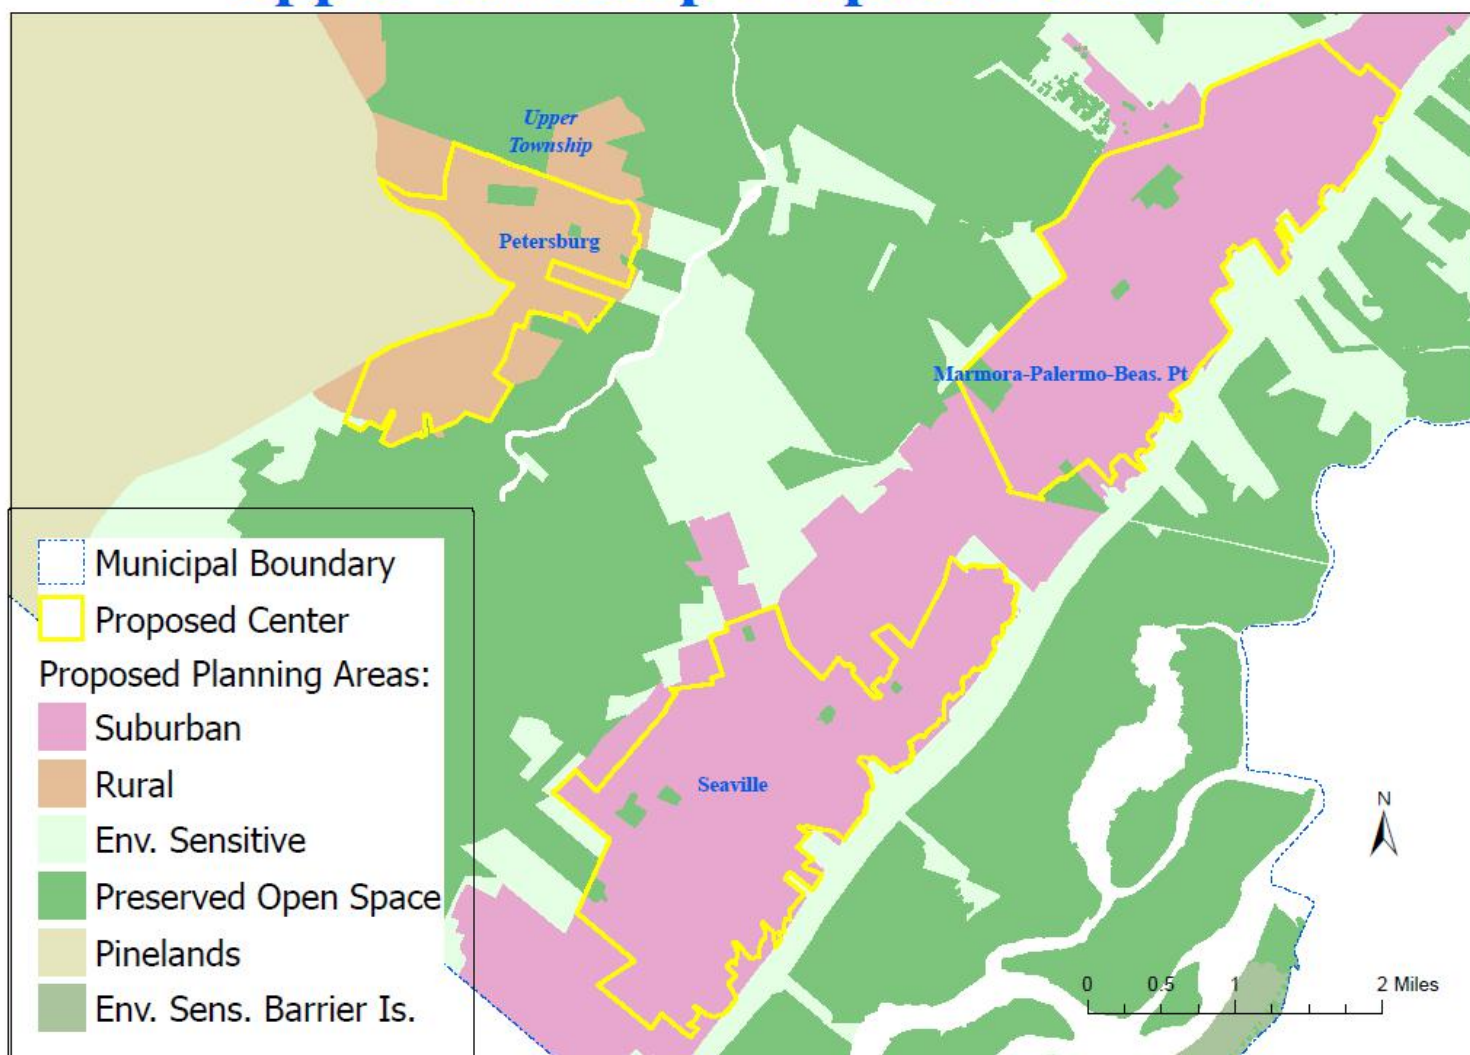 Upper
Township
Petersburg
Marmora-Palermo-Beas. Pt
Seaville
Municipal Boundary
Proposed Center
Proposed Planning Areas:
Suburban
Rural
Env. Sensitive
Preserved Open Space
Pinelands
Env. Sens. Barrier Is.
N
0 0.5 1 2 Miles